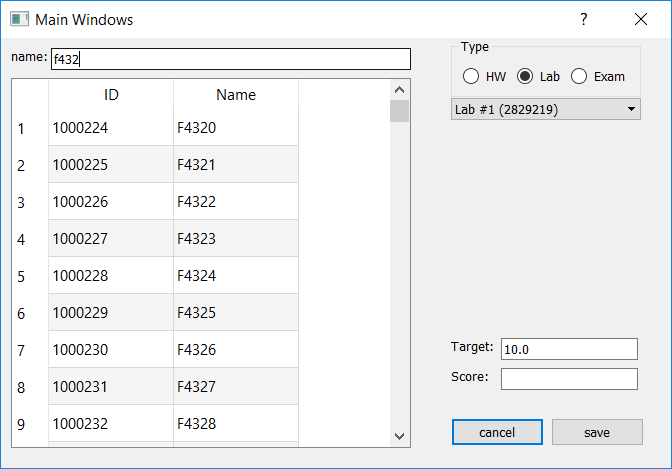 Main Windows
name: f432
ID Name
1 1000224 F4320
2 1000225 F4321
3 1000226 F4322
4 1000227 F4323
5 1000228 F4324
6 1000229 F4325
7 1000230 F4326
8 1000231 F4327
9 1000232 F4328
Type
HW Lab Exam
Lab #1 (2829219)
Target: 10.0
Score:
cancel save